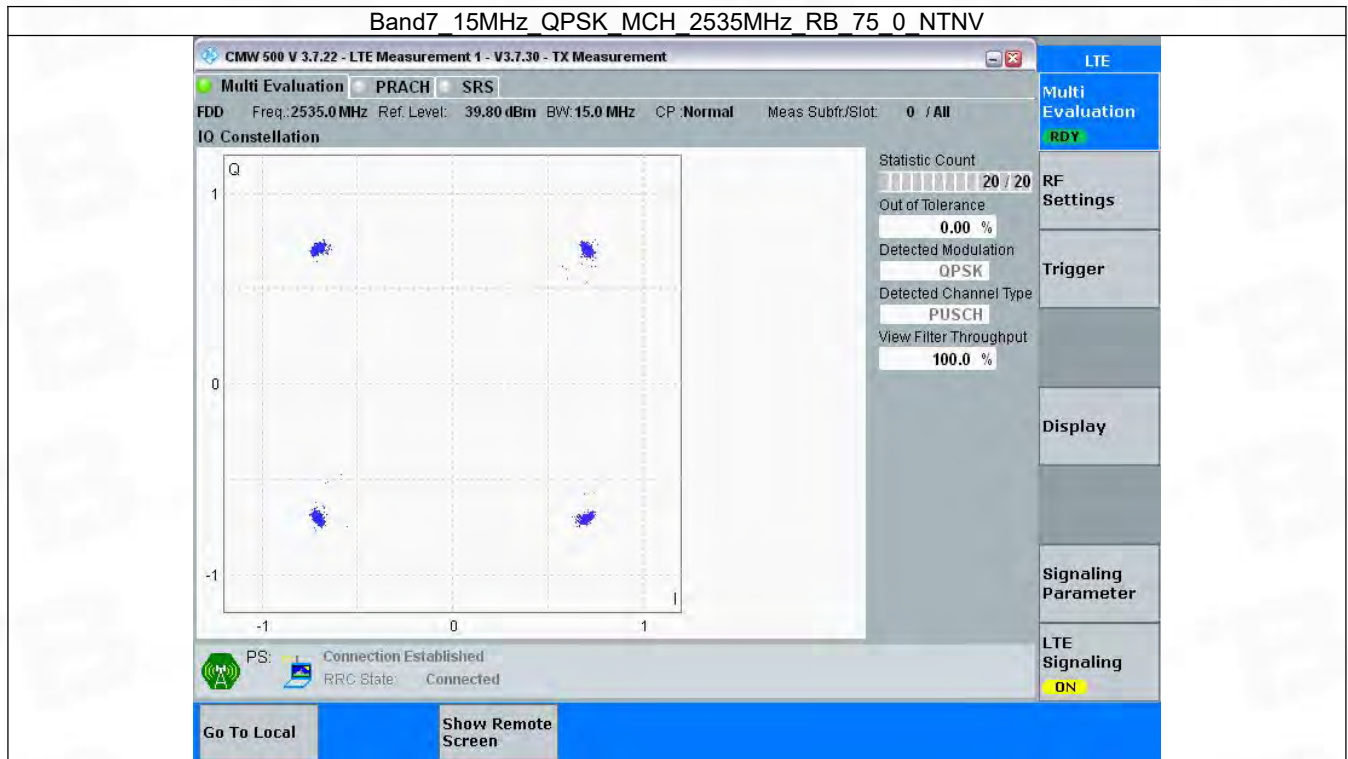 Band7_15MHz_QPSK_MCH_2535MHz_RB_75_0_NTNV
CMW 500 V 3.7.22 - LTE Measurement 1 - V3.7.30 - TX Measurement
LTE
Multi Evaluation PRACH SRS
Multi
Evaluation
RDY
FDD Freq.:2535.0 MHz Ref. Level: 39.80 dBm BW:15.0 MHz CP :Normal Meas Subfr./Slot: 0 / All
IQ Constellation
Q
1
0
-1
I
-1 0 1
Statistic Count
20 / 20
Out of Tolerance
0.00 %
Detected Modulation
QPSK
Detected Channel Type
PUSCH
View Filter Throughput
100.0 %
RF
Settings
Trigger
Display
Signaling
Parameter
LTE
Signaling
ON
PS: Connection Established
RRC State: Connected
Go To Local
Show Remote
Screen